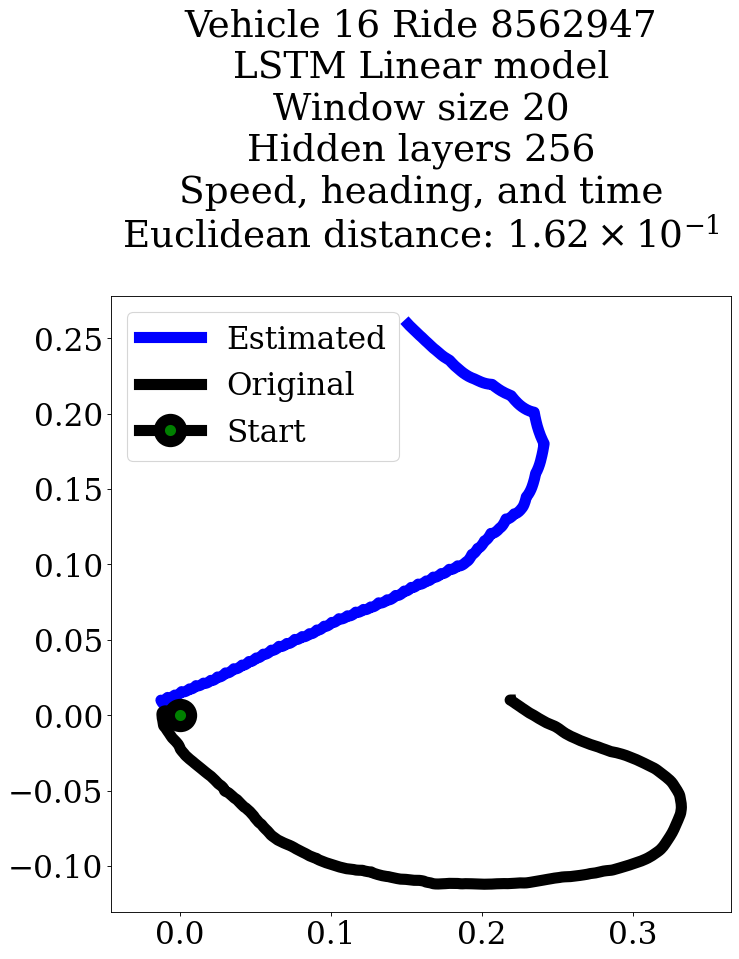 Vehicle 16 Ride 8562947
LSTM Linear model
Window size 20
Hidden layers 256
Speed, heading, and time
Euclidean distance: 1.62 × 10⁻¹
Estimated
Original
Start
0.25
0.20
0.15
0.10
0.05
0.00
−0.05
−0.10
0.0 0.1 0.2 0.3